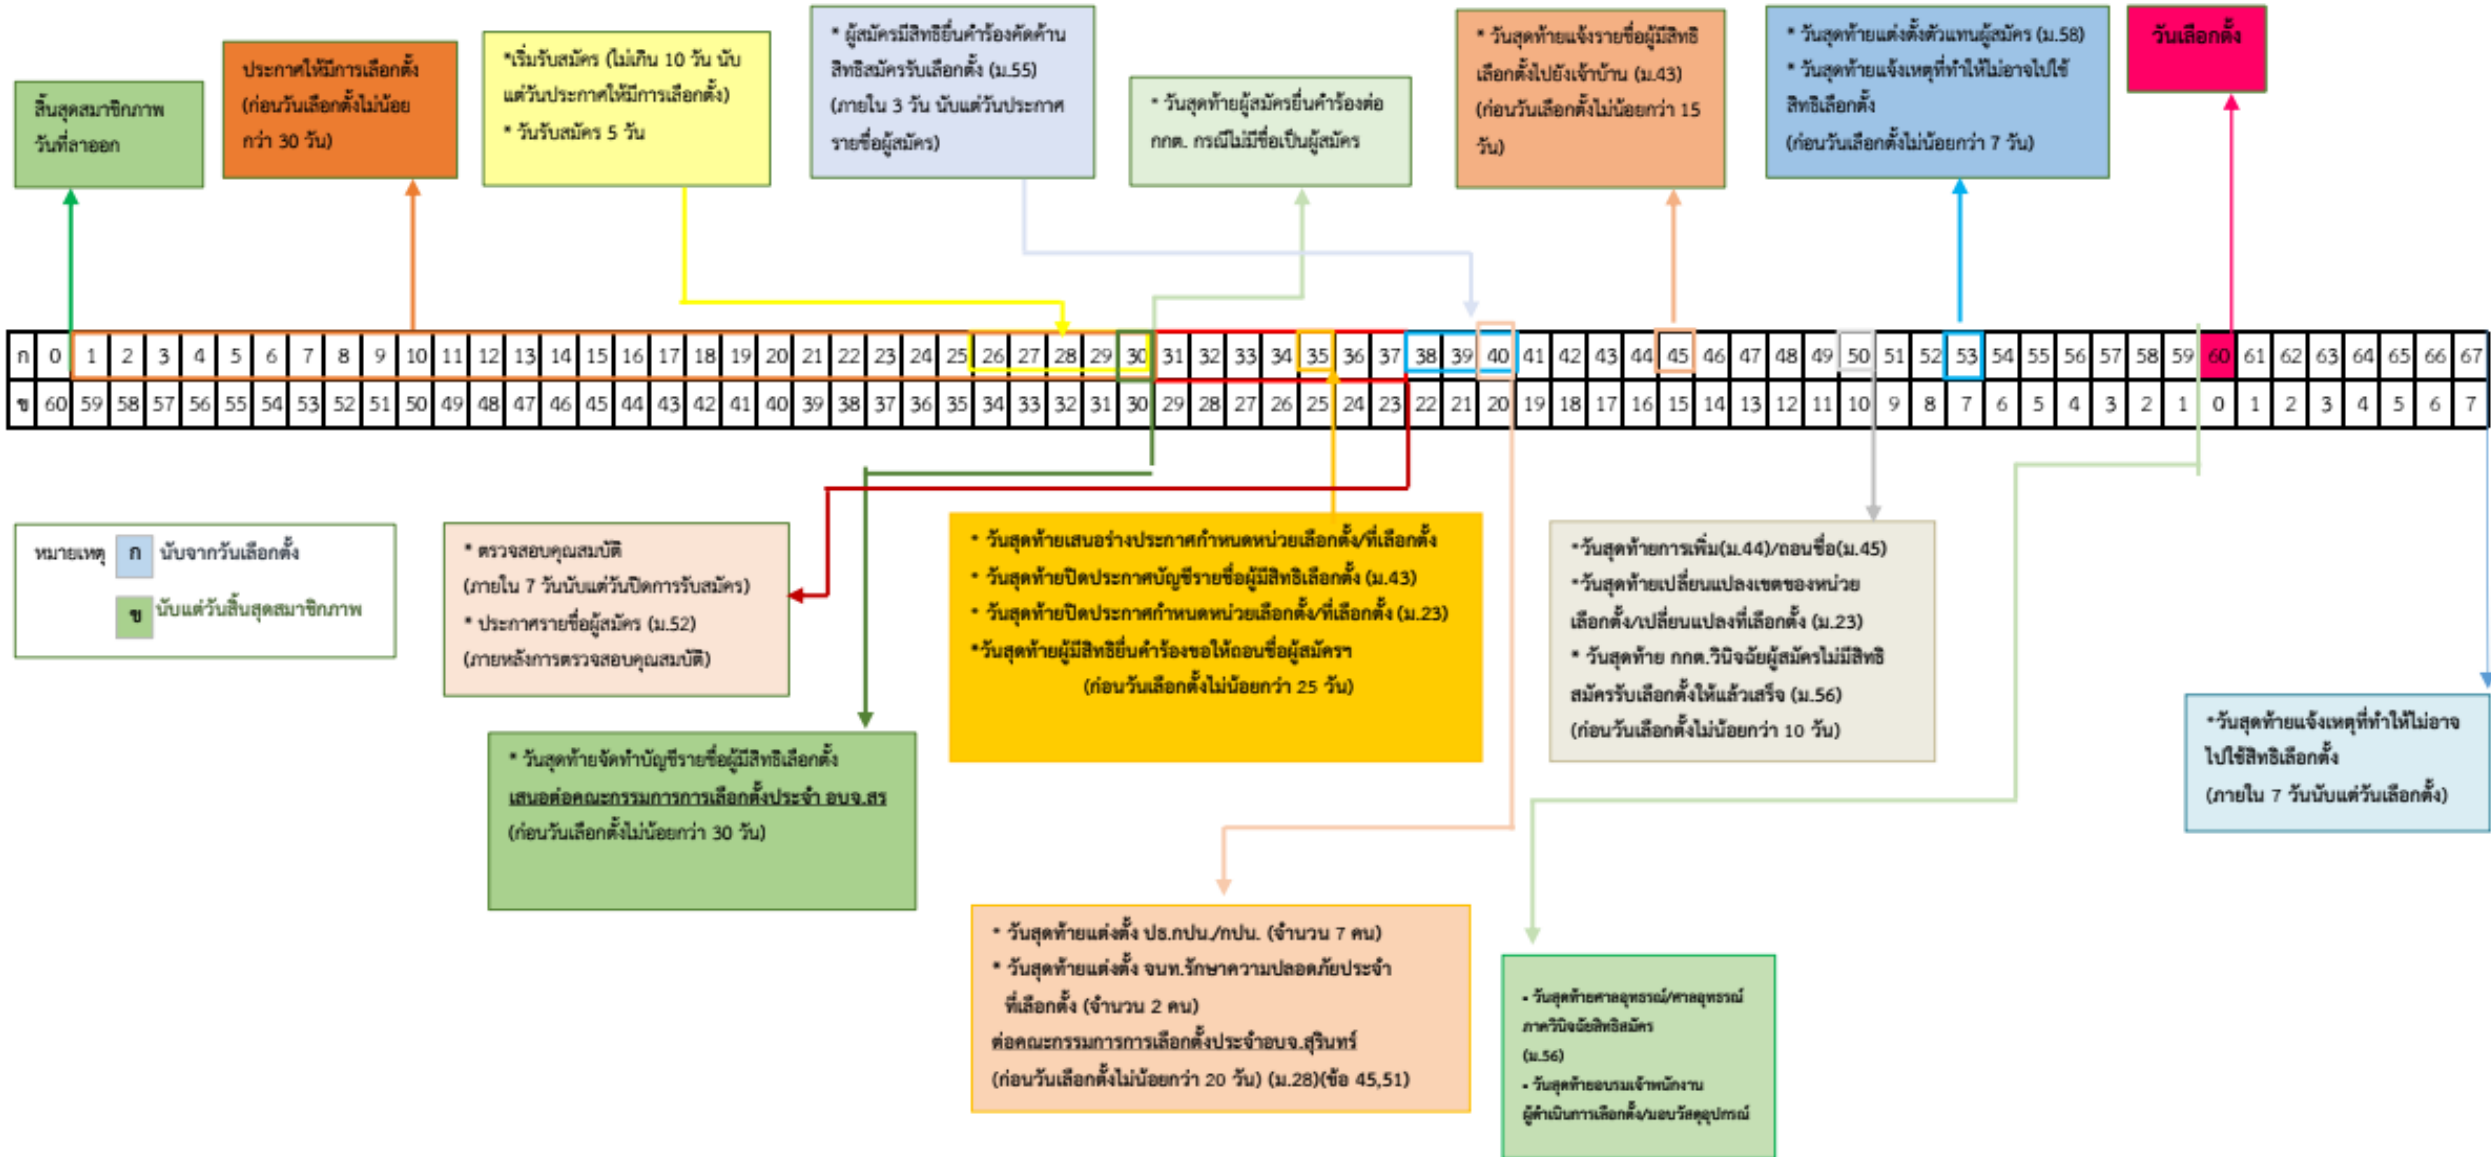 สิ้นสุดสมาชิกภาพ
วันที่ลาออก
ประกาศให้มีการเลือกตั้ง
(ก่อนวันเลือกตั้งไม่น้อย
กว่า 30 วัน)
*เริ่มรับสมัคร (ไม่เกิน 10 วัน นับ
แต่วันประกาศให้มีการเลือกตั้ง)
* วันรับสมัคร 5 วัน
* ผู้สมัครมีสิทธิยื่นคำร้องคัดค้าน
สิทธิสมัครรับเลือกตั้ง (ม.55)
(ภายใน 3 วัน นับแต่วันประกาศ
รายชื่อผู้สมัคร)
* วันสุดท้ายผู้สมัครยื่นคำร้องต่อ
กกต. กรณีไม่มีชื่อเป็นผู้สมัคร
* วันสุดท้ายแจ้งรายชื่อผู้มีสิทธิ
เลือกตั้งไปยังเจ้าบ้าน (ม.43)
(ก่อนวันเลือกตั้งไม่น้อยกว่า 15
วัน)
* วันสุดท้ายแต่งตั้งตัวแทนผู้สมัคร (ม.58)
* วันสุดท้ายแจ้งเหตุที่ทำให้ไม่อาจไปใช้
สิทธิเลือกตั้ง
(ก่อนวันเลือกตั้งไม่น้อยกว่า 7 วัน)
วันเลือกตั้ง
ก 0 1 2 3 4 5 6 7 8 9 10 11 12 13 14 15 16 17 18 19 20 21 22 23 24 25 26 27 28 29 30 31 32 33 34 35 36 37 38 39 40 41 42 43 44 45 46 47 48 49 50 51 52 53 54 55 56 57 58 59 60 61 62 63 64 65 66 67
ข 60 59 58 57 56 55 54 53 52 51 50 49 48 47 46 45 44 43 42 41 40 39 38 37 36 35 34 33 32 31 30 29 28 27 26 25 24 23 22 21 20 19 18 17 16 15 14 13 12 11 10 9 8 7 6 5 4 3 2 1 0 1 2 3 4 5 6 7
หมายเหตุ ก นับจากวันเลือกตั้ง
ข นับแต่วันสิ้นสุดสมาชิกภาพ
* ตรวจสอบคุณสมบัติ
(ภายใน 7 วันนับแต่วันปิดการรับสมัคร)
* ประกาศรายชื่อผู้สมัคร (ม.52)
(ภายหลังการตรวจสอบคุณสมบัติ)
* วันสุดท้ายจัดทำบัญชีรายชื่อผู้มีสิทธิเลือกตั้ง
เสนอต่อคณะกรรมการการเลือกตั้งประจำ อบจ.สร
(ก่อนวันเลือกตั้งไม่น้อยกว่า 30 วัน)
* วันสุดท้ายเสนอร่างประกาศกำหนดหน่วยเลือกตั้ง/ที่เลือกตั้ง
* วันสุดท้ายปิดประกาศบัญชีรายชื่อผู้มีสิทธิเลือกตั้ง (ม.43)
* วันสุดท้ายปิดประกาศกำหนดหน่วยเลือกตั้ง/ที่เลือกตั้ง (ม.23)
*วันสุดท้ายผู้มีสิทธิยื่นคำร้องขอให้ถอนชื่อผู้สมัครฯ
(ก่อนวันเลือกตั้งไม่น้อยกว่า 25 วัน)
* วันสุดท้ายแต่งตั้ง ปธ.กปน./กปน. (จำนวน 7 คน)
* วันสุดท้ายแต่งตั้ง จนท.รักษาความปลอดภัยประจำ
ที่เลือกตั้ง (จำนวน 2 คน)
ต่อคณะกรรมการการเลือกตั้งประจำอบจ.สุรินทร์
(ก่อนวันเลือกตั้งไม่น้อยกว่า 20 วัน) (ม.28)(ข้อ 45,51)
*วันสุดท้ายการเพิ่ม(ม.44)/ถอนชื่อ(ม.45)
*วันสุดท้ายเปลี่ยนแปลงเขตของหน่วย
เลือกตั้ง/เปลี่ยนแปลงที่เลือกตั้ง (ม.23)
* วันสุดท้าย กกต.วินิจฉัยผู้สมัครไม่มีสิทธิ
สมัครรับเลือกตั้งให้แล้วเสร็จ (ม.56)
(ก่อนวันเลือกตั้งไม่น้อยกว่า 10 วัน)
- วันสุดท้ายศาลอุทธรณ์/ศาลอุทธรณ์
ภาควินิจฉัยสิทธิสมัคร
(ม.56)
- วันสุดท้ายอบรมเจ้าพนักงาน
ผู้ดำเนินการเลือกตั้ง/มอบวัสดุอุปกรณ์
*วันสุดท้ายแจ้งเหตุที่ทำให้ไม่อาจ
ไปใช้สิทธิเลือกตั้ง
(ภายใน 7 วันนับแต่วันเลือกตั้ง)